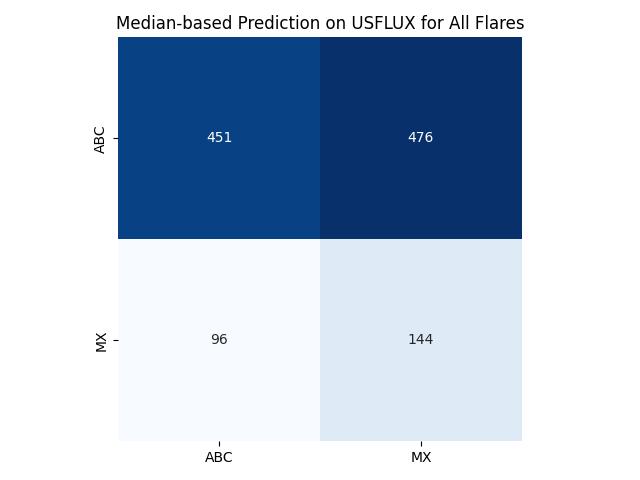 Median-based Prediction on USFLUX for All Flares
ABC
451
476
MX
96
144
ABC
MX